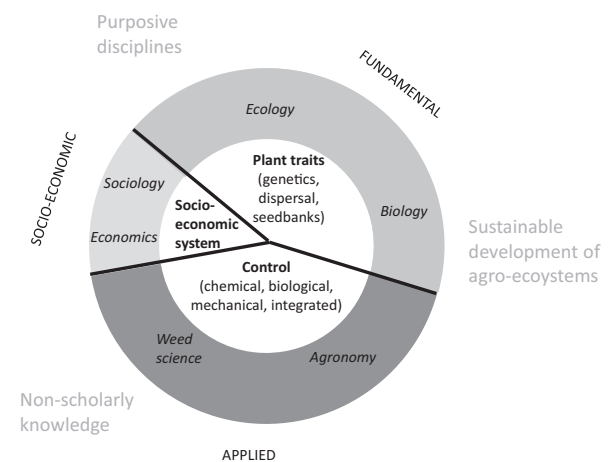 Purposive
disciplines
FUNDAMENTAL
Ecology
SOCIO-ECONOMIC
Plant traits
(genetics,
dispersal,
seedbanks)
Sociology
Socio-
economic
system
Biology
Economics
Sustainable
development of
agro-ecoystems
Control
(chemical, biological,
mechanical, integrated)
Weed
science
Agronomy
Non-scholarly
knowledge
APPLIED